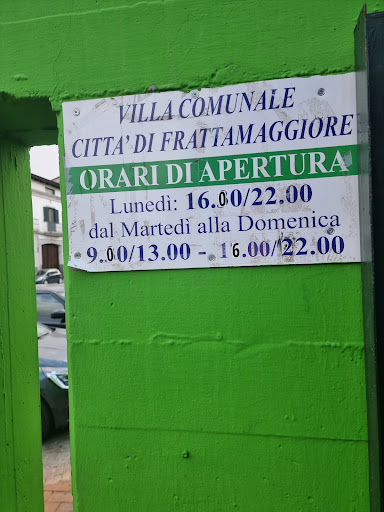 VILLA COMUNALE
CITTA' DI FRATTAMAGGIORE
ORARI DI APERTURA
Lunedì: 16.00/22.00
dal Martedì alla Domenica
9.00/13.00 - 16.00/22.00